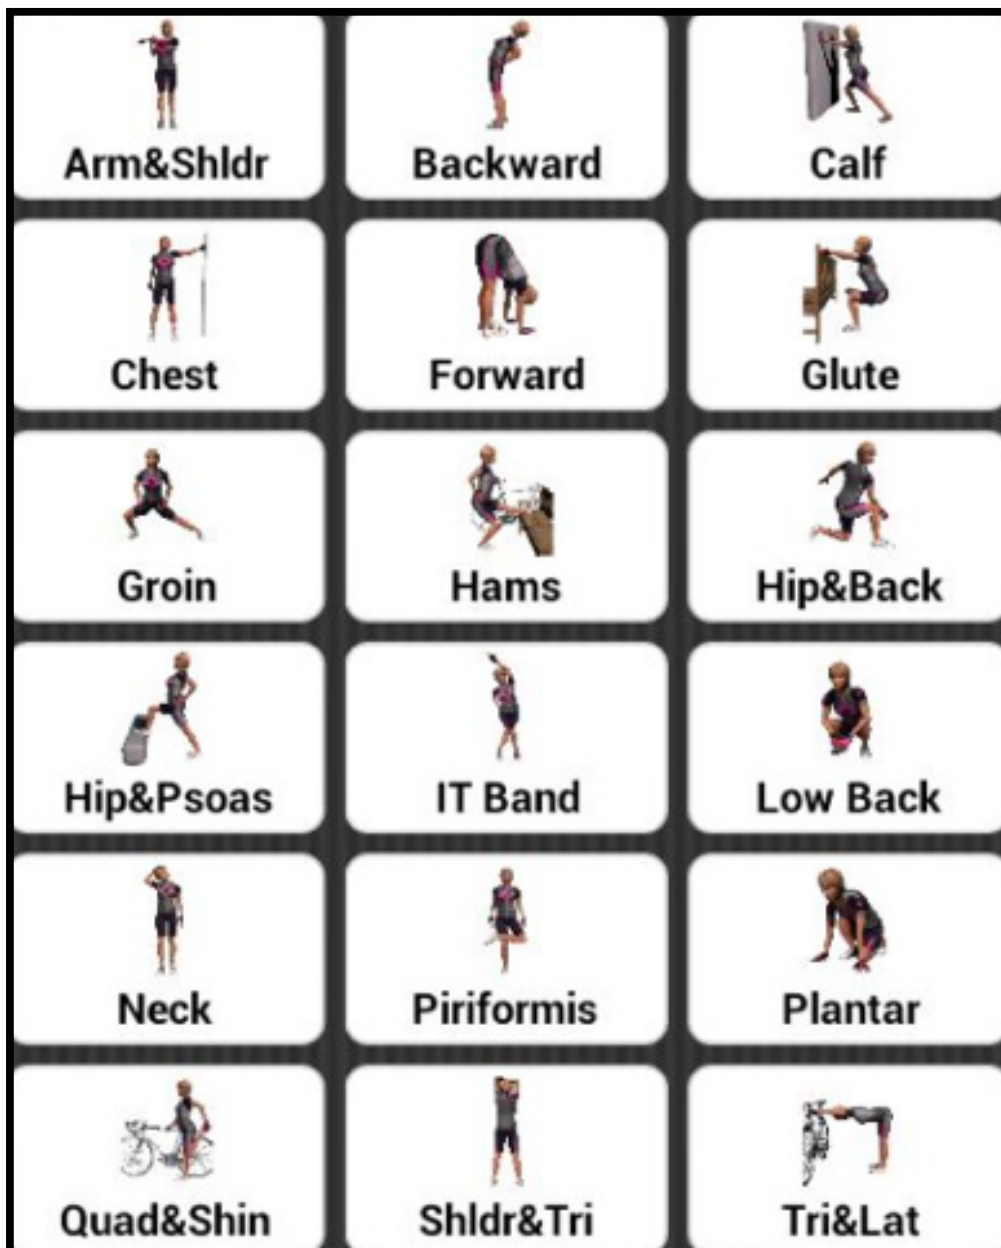 Arm&Shldr
Backward
Calf
Chest
Forward
Glute
Groin
Hams
Hip&Back
Hip&Psoas
IT Band
Low Back
Neck
Piriformis
Plantar
Quad&Shin
Shldr&Tri
Tri&Lat